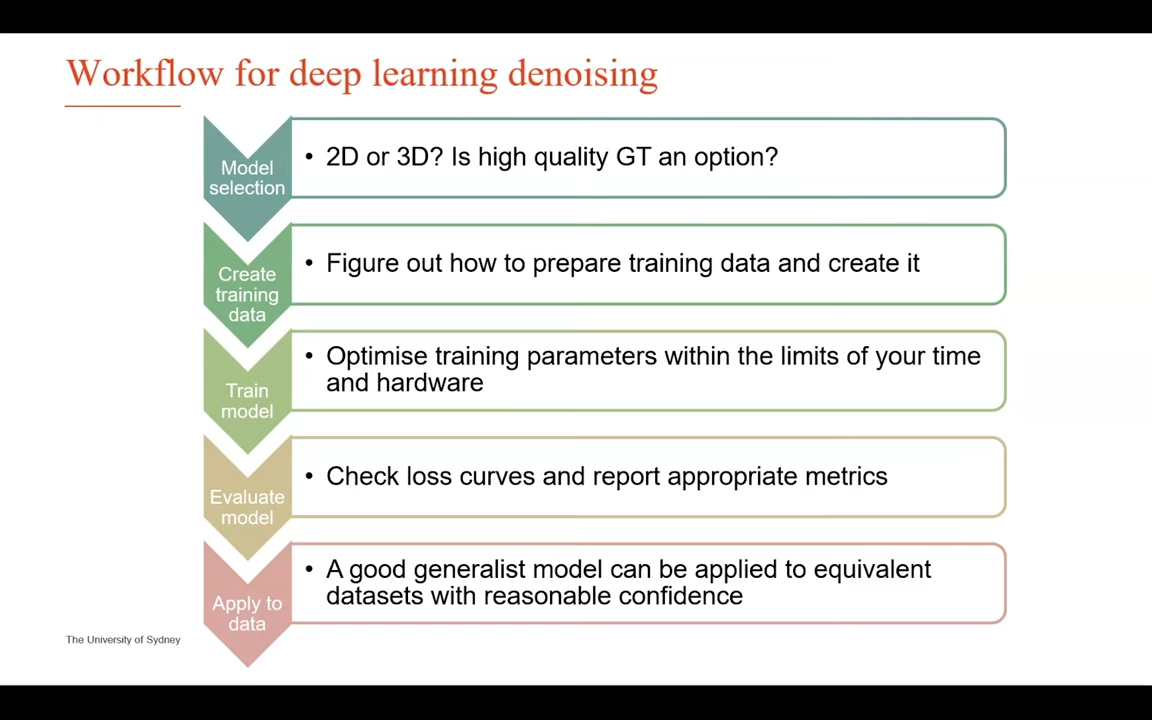 Workflow for deep learning denoising
Model
selection
• 2D or 3D? Is high quality GT an option?
Create
training
data
• Figure out how to prepare training data and create it
Train
model
• Optimise training parameters within the limits of your time
and hardware
Evaluate
model
• Check loss curves and report appropriate metrics
Apply to
data
• A good generalist model can be applied to equivalent
datasets with reasonable confidence
The University of Sydney